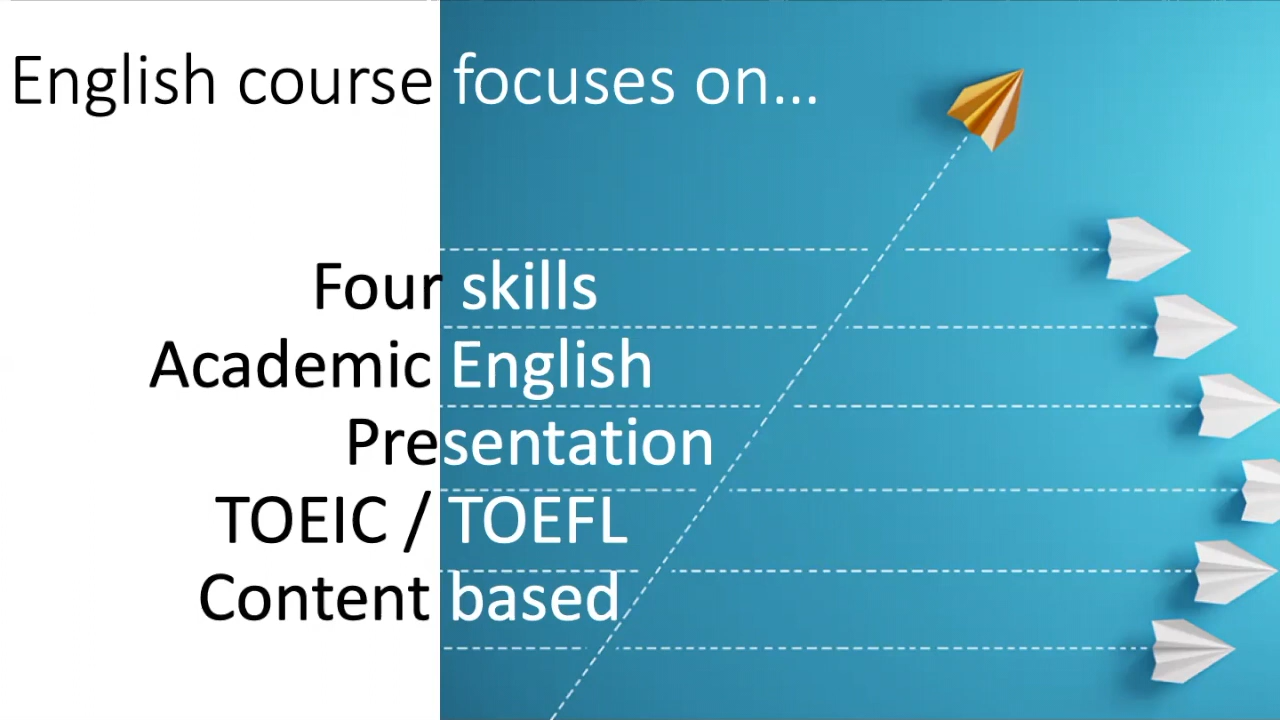 English course focuses on...
Four skills
Academic English
Presentation
TOEIC / TOEFL
Content based